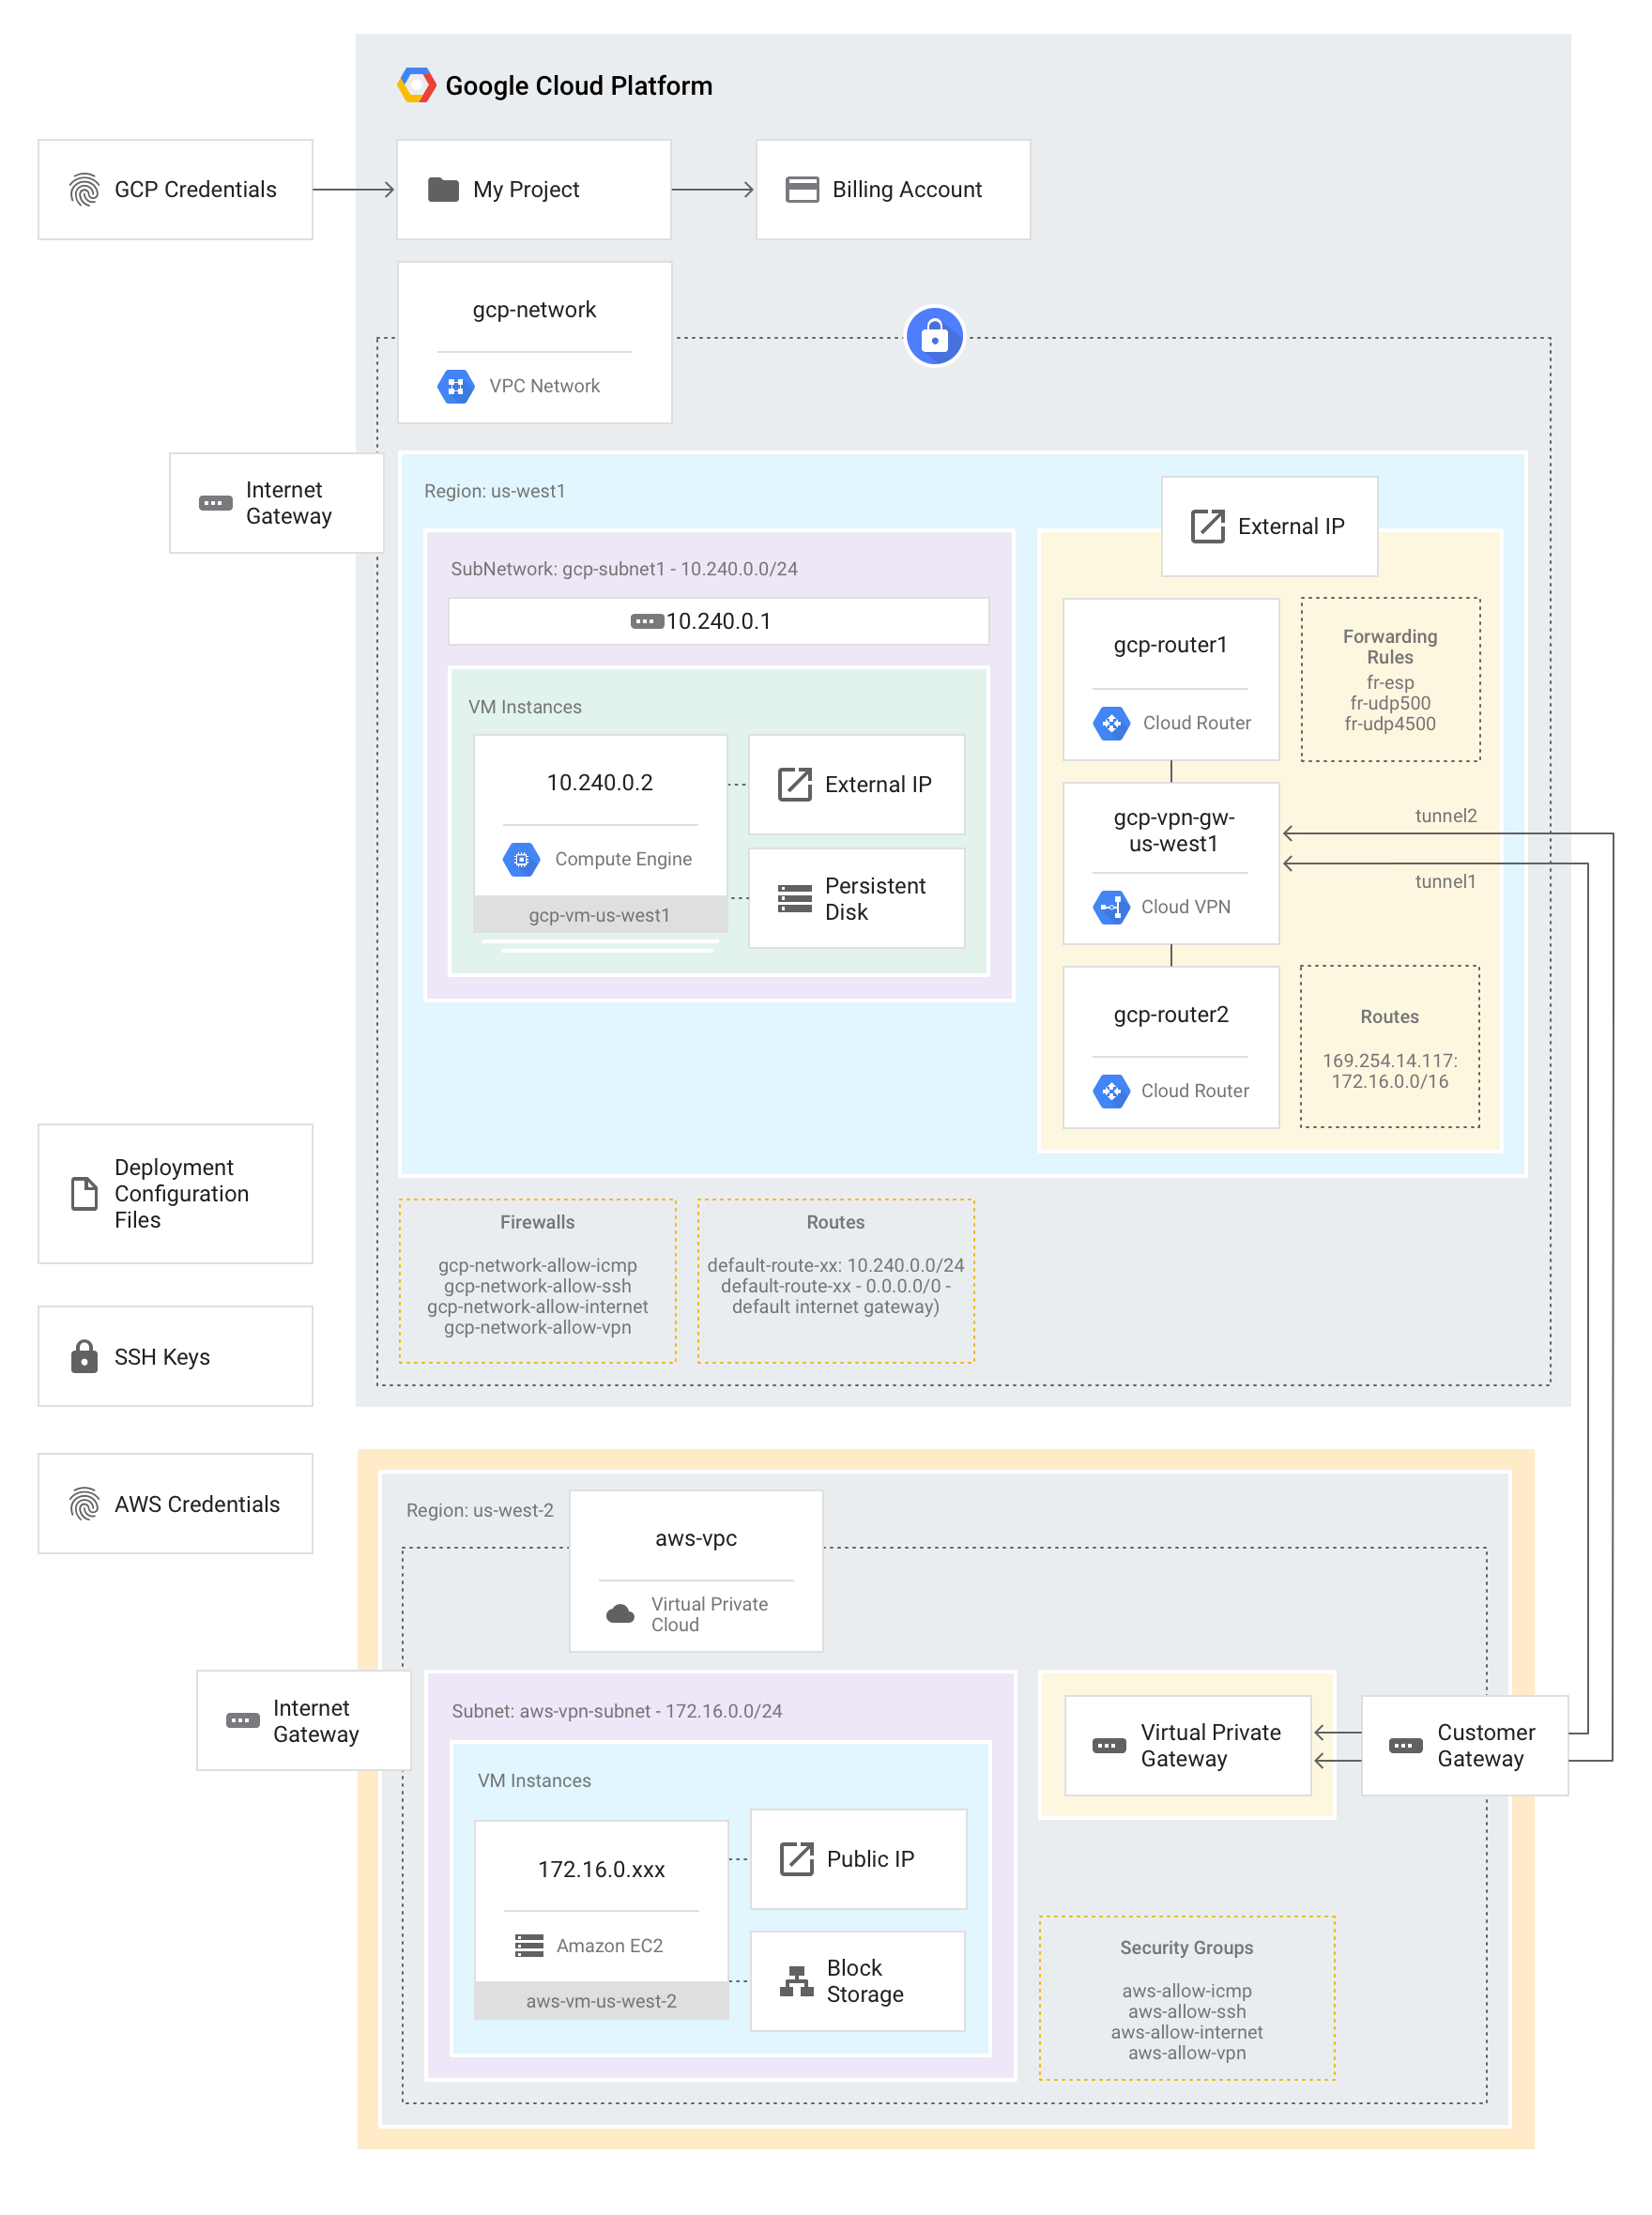 Google Cloud Platform
GCP Credentials
My Project
Billing Account
gcp-network
VPC Network
Internet
Gateway
Region: us-west1
External IP
SubNetwork: gcp-subnet1 - 10.240.0.0/24
10.240.0.1
VM Instances
10.240.0.2
Compute Engine
gcp-vm-us-west1
External IP
Persistent
Disk
gcp-router1
Cloud Router
Forwarding
Rules
fr-esp
fr-udp500
fr-udp4500
gcp-vpn-gw-
us-west1
Cloud VPN
tunnel2
tunnel1
gcp-router2
Cloud Router
Routes
169.254.14.117:
172.16.0.0/16
Deployment
Configuration
Files
Firewalls
gcp-network-allow-icmp
gcp-network-allow-ssh
gcp-network-allow-internet
gcp-network-allow-vpn
Routes
default-route-xx: 10.240.0.0/24
default-route-xx - 0.0.0.0/0 -
default internet gateway)
SSH Keys
AWS Credentials
Region: us-west-2
aws-vpc
Virtual Private
Cloud
Internet
Gateway
Subnet: aws-vpn-subnet - 172.16.0.0/24
VM Instances
172.16.0.xxx
Amazon EC2
aws-vm-us-west-2
Public IP
Block
Storage
Virtual Private
Gateway
Customer
Gateway
Security Groups
aws-allow-icmp
aws-allow-ssh
aws-allow-internet
aws-allow-vpn